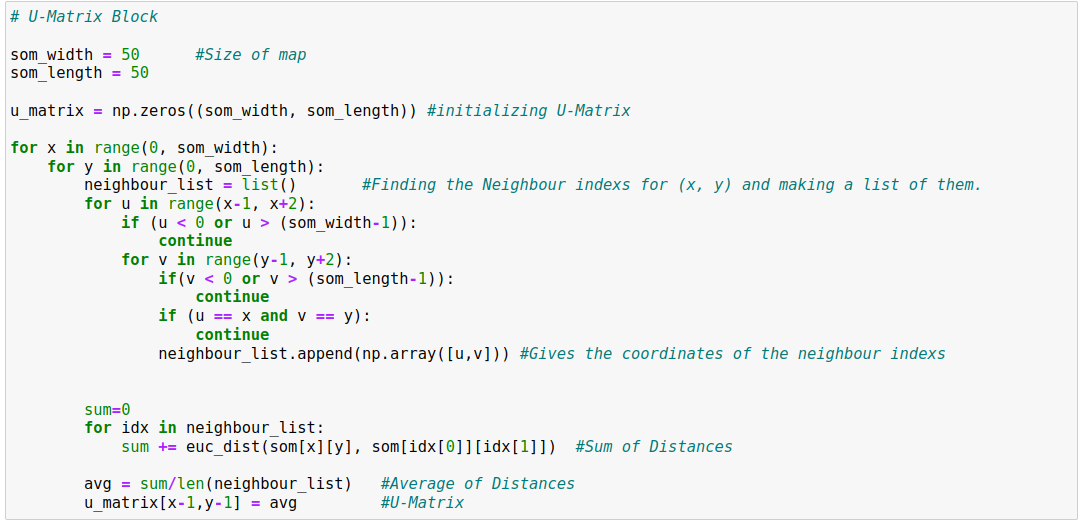 # U-Matrix Block
som_width = 50      #Size of map
som_length = 50
u_matrix = np.zeros((som_width, som_length)) #initializing U-Matrix
for x in range(0, som_width):
    for y in range(0, som_length):
        neighbour_list = list()       #Finding the Neighbour indexs for (x, y) and making a list of them.
        for u in range(x-1, x+2):
            if (u < 0 or u > (som_width-1)):
                continue
            for v in range(y-1, y+2):
                if(v < 0 or v > (som_length-1)):
                    continue
                if (u == x and v == y):
                    continue
                neighbour_list.append(np.array([u,v])) #Gives the coordinates of the neighbour indexs
        sum=0
        for idx in neighbour_list:
            sum += euc_dist(som[x][y], som[idx[0]][idx[1]])  #Sum of Distances
        avg = sum/len(neighbour_list)   #Average of Distances
        u_matrix[x-1,y-1] = avg         #U-Matrix